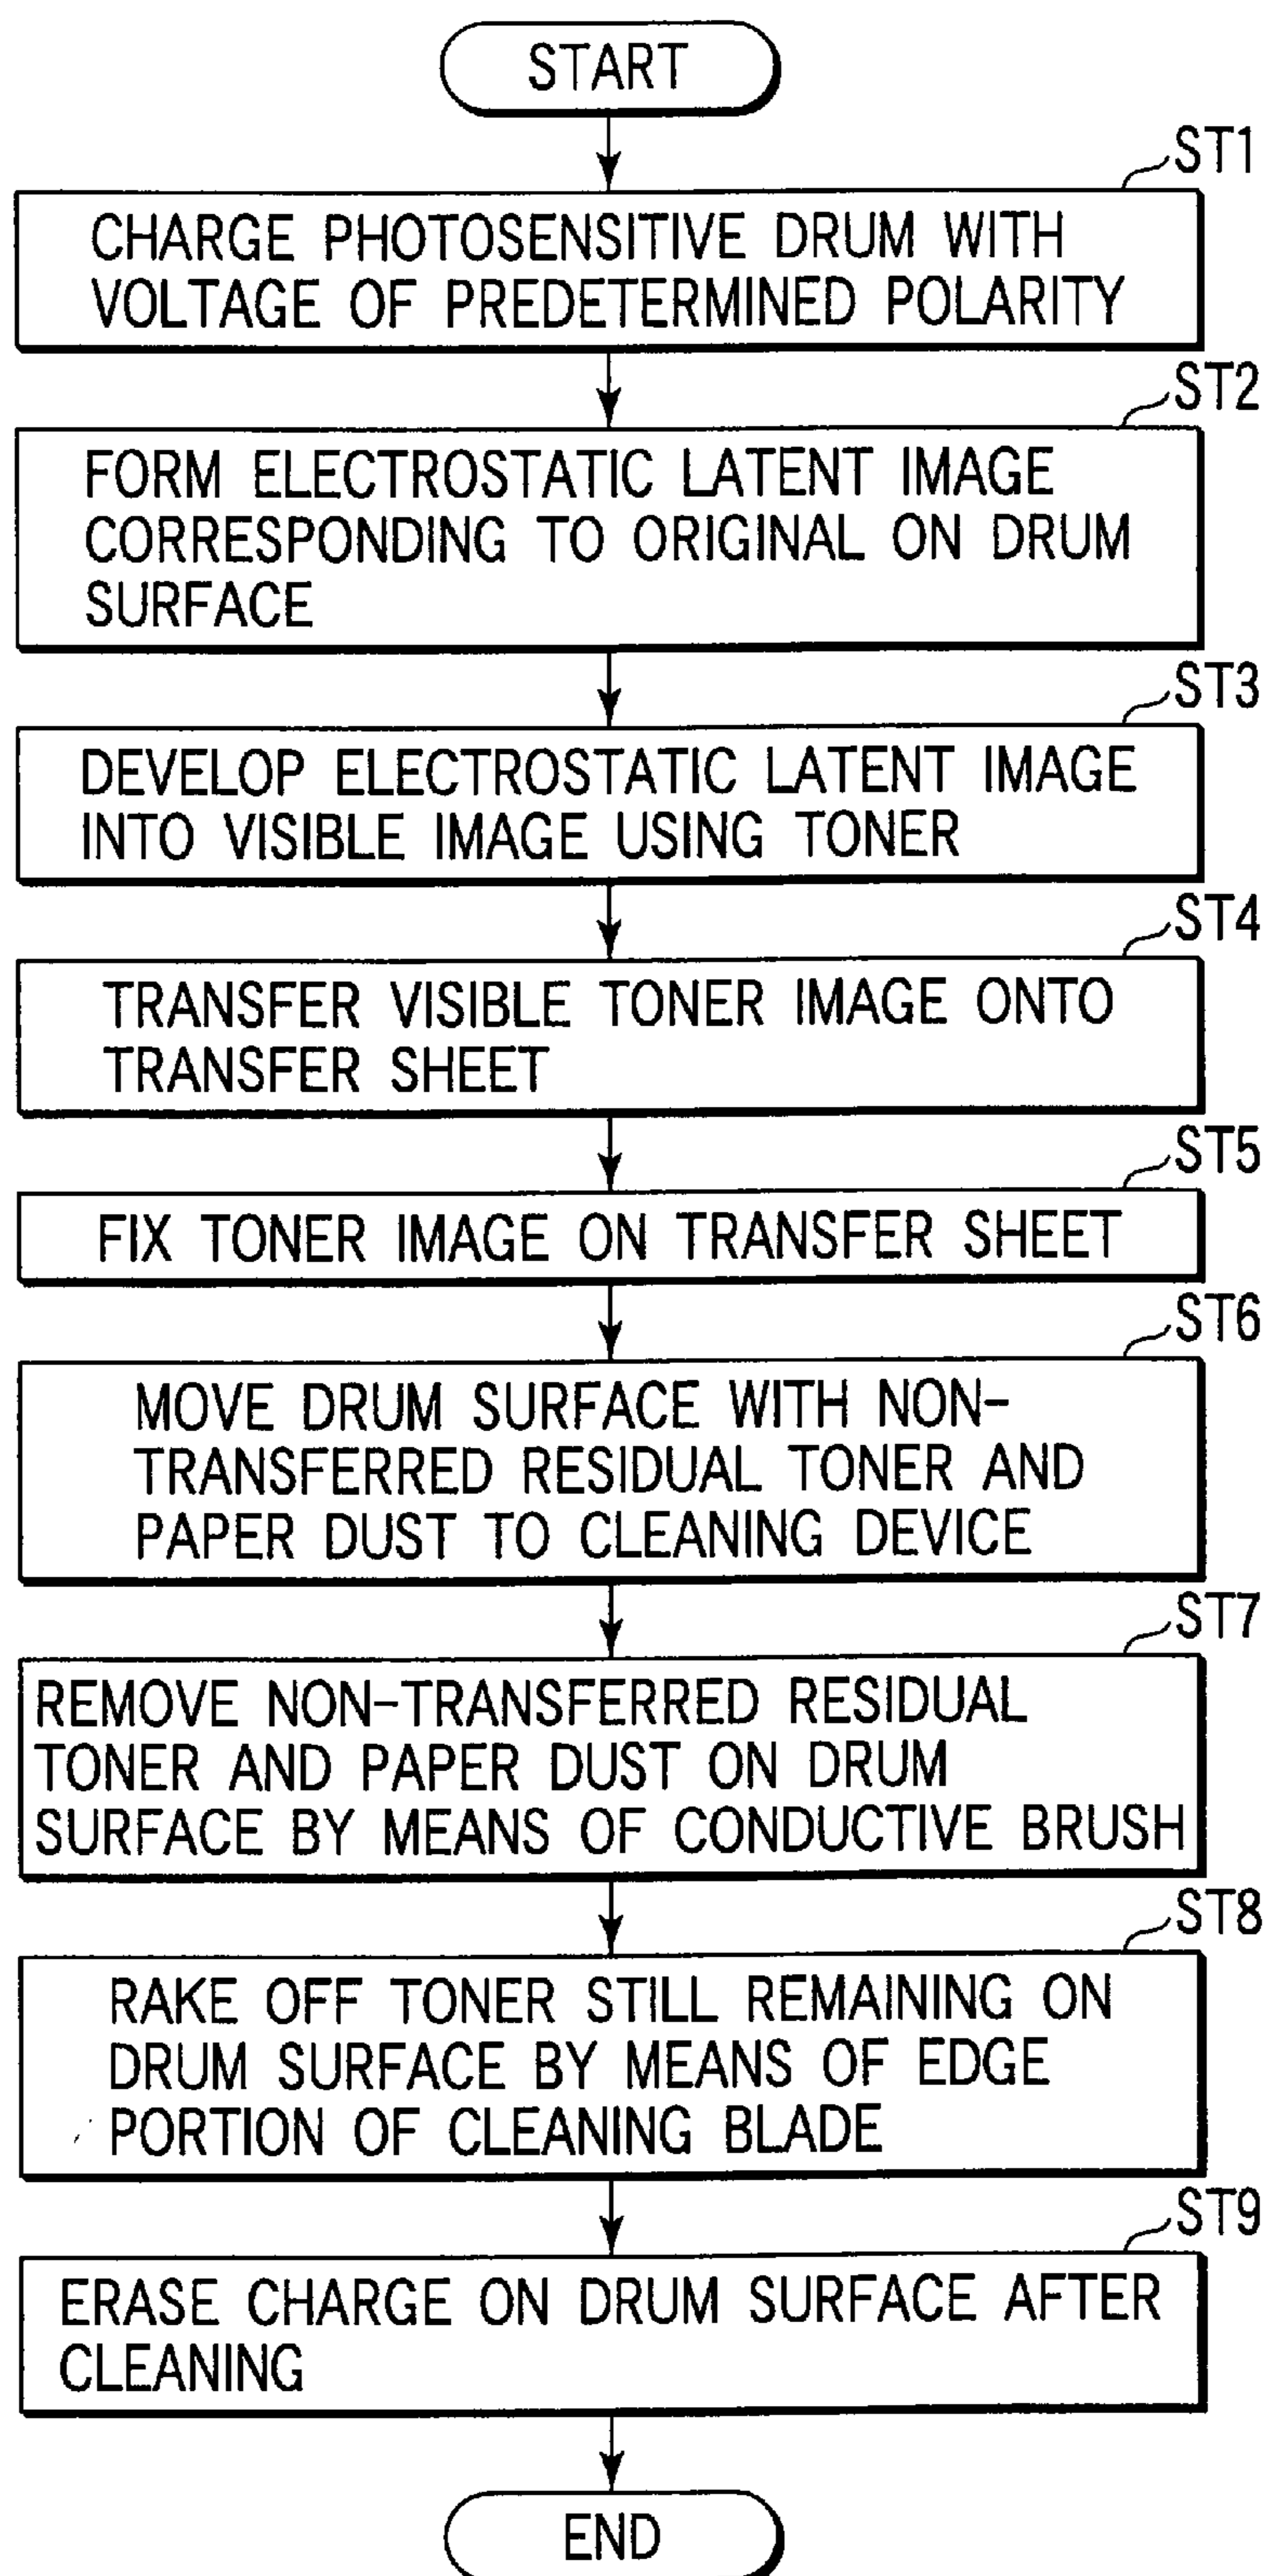 START
ST1
CHARGE PHOTOSENSITIVE DRUM WITH
VOLTAGE OF PREDETERMINED POLARITY
ST2
FORM ELECTROSTATIC LATENT IMAGE
CORRESPONDING TO ORIGINAL ON DRUM
SURFACE
ST3
DEVELOP ELECTROSTATIC LATENT IMAGE
INTO VISIBLE IMAGE USING TONER
ST4
TRANSFER VISIBLE TONER IMAGE ONTO
TRANSFER SHEET
ST5
FIX TONER IMAGE ON TRANSFER SHEET
ST6
MOVE DRUM SURFACE WITH NON-
TRANSFERRED RESIDUAL TONER AND
PAPER DUST TO CLEANING DEVICE
ST7
REMOVE NON-TRANSFERRED RESIDUAL
TONER AND PAPER DUST ON DRUM
SURFACE BY MEANS OF CONDUCTIVE BRUSH
ST8
RAKE OFF TONER STILL REMAINING ON
DRUM SURFACE BY MEANS OF EDGE
PORTION OF CLEANING BLADE
ST9
ERASE CHARGE ON DRUM SURFACE AFTER
CLEANING
END